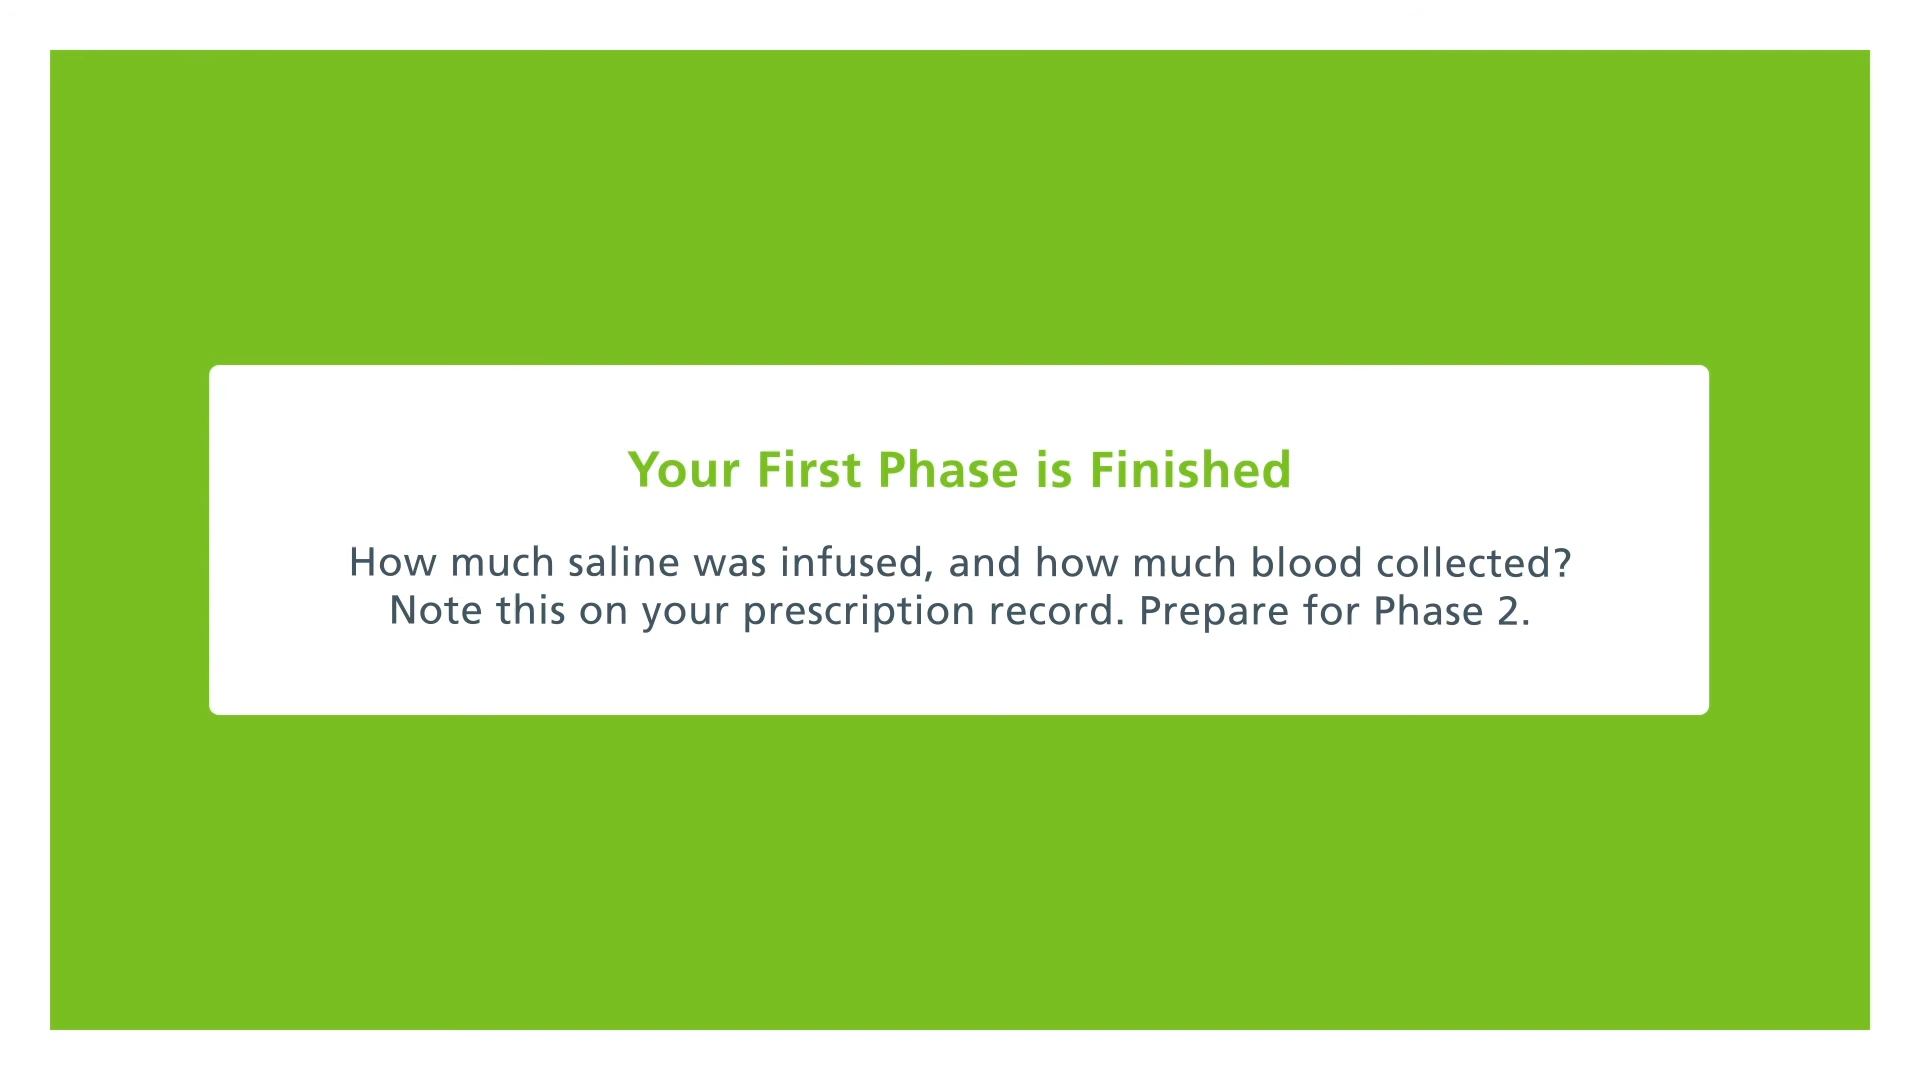 Your First Phase is Finished
How much saline was infused, and how much blood collected?
Note this on your prescription record. Prepare for Phase 2.